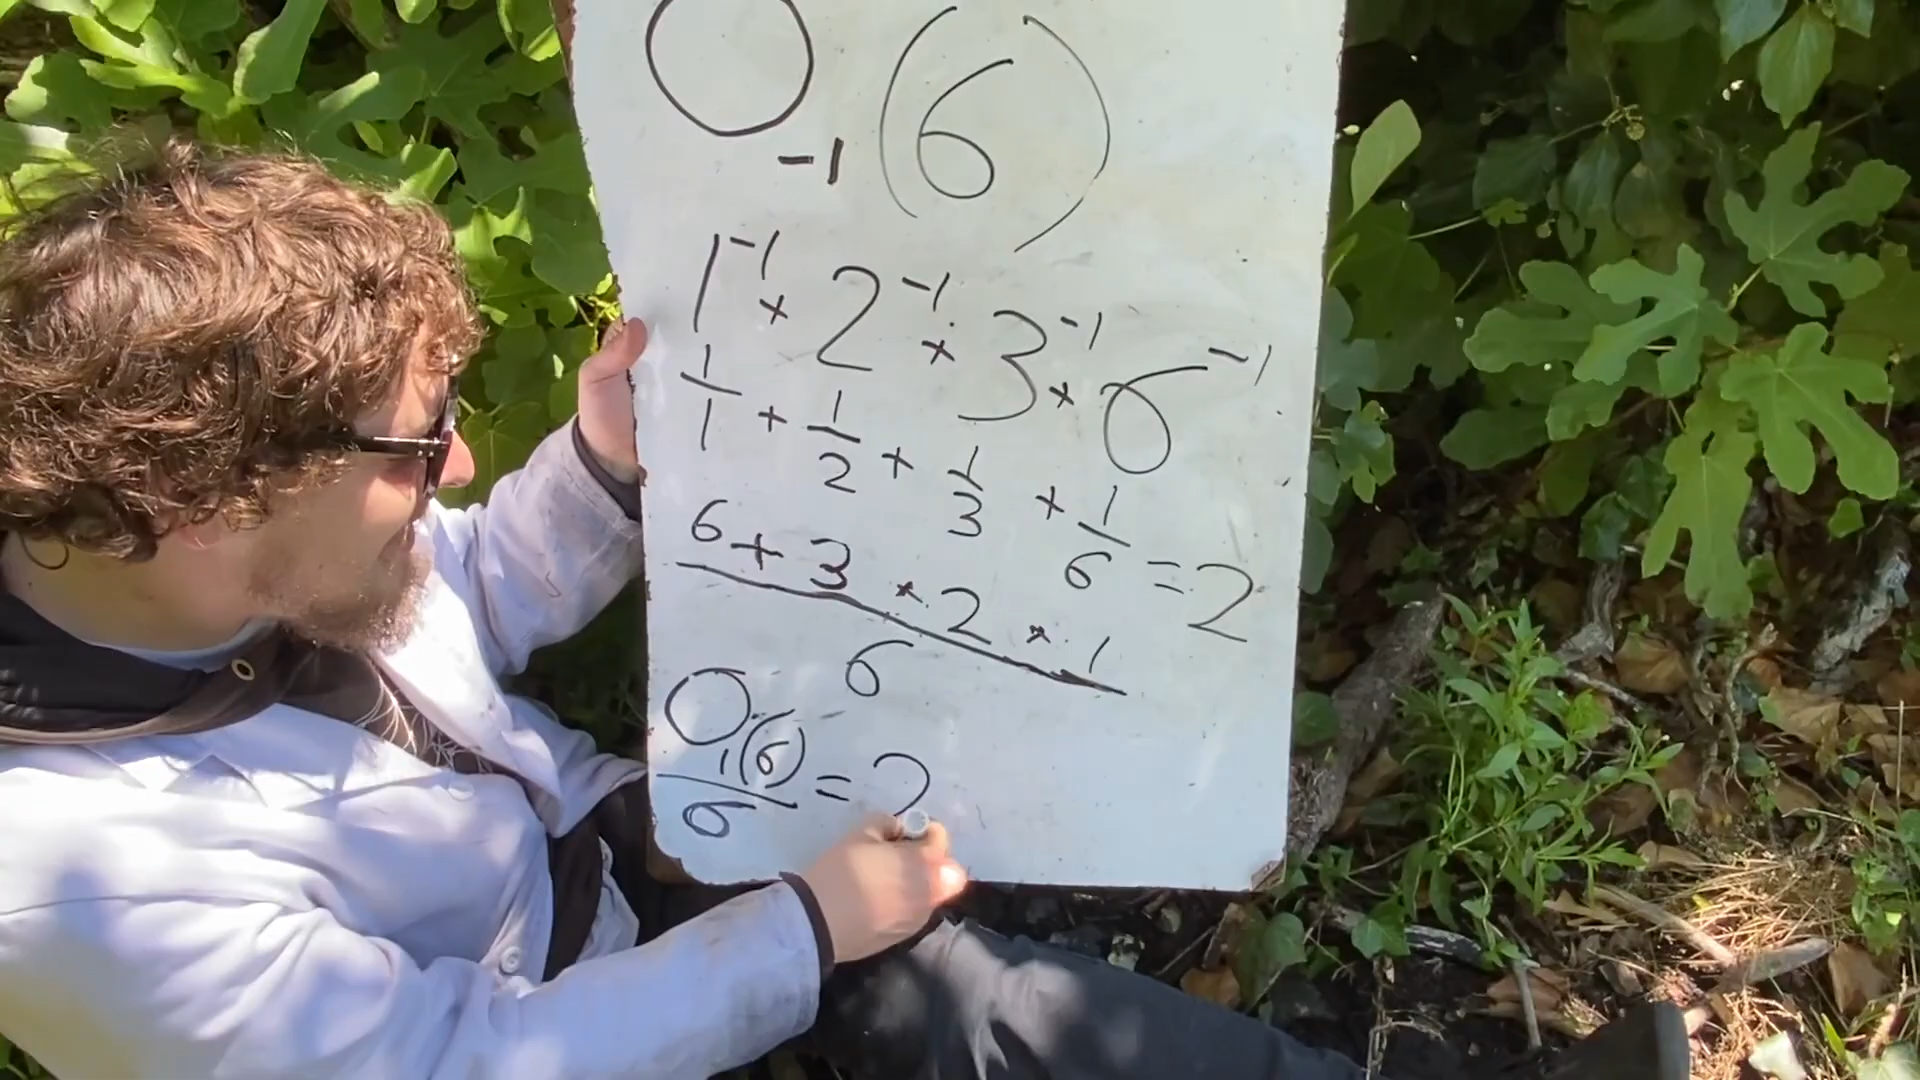 O₋₁(6)
1⁻¹ + 2⁻¹ + 3⁻¹ + 6⁻¹
1/1 + 1/2 + 1/3 + 1/6 = 2
6 + 3 + 2 + 1
6
O₁(6)/6 = 2